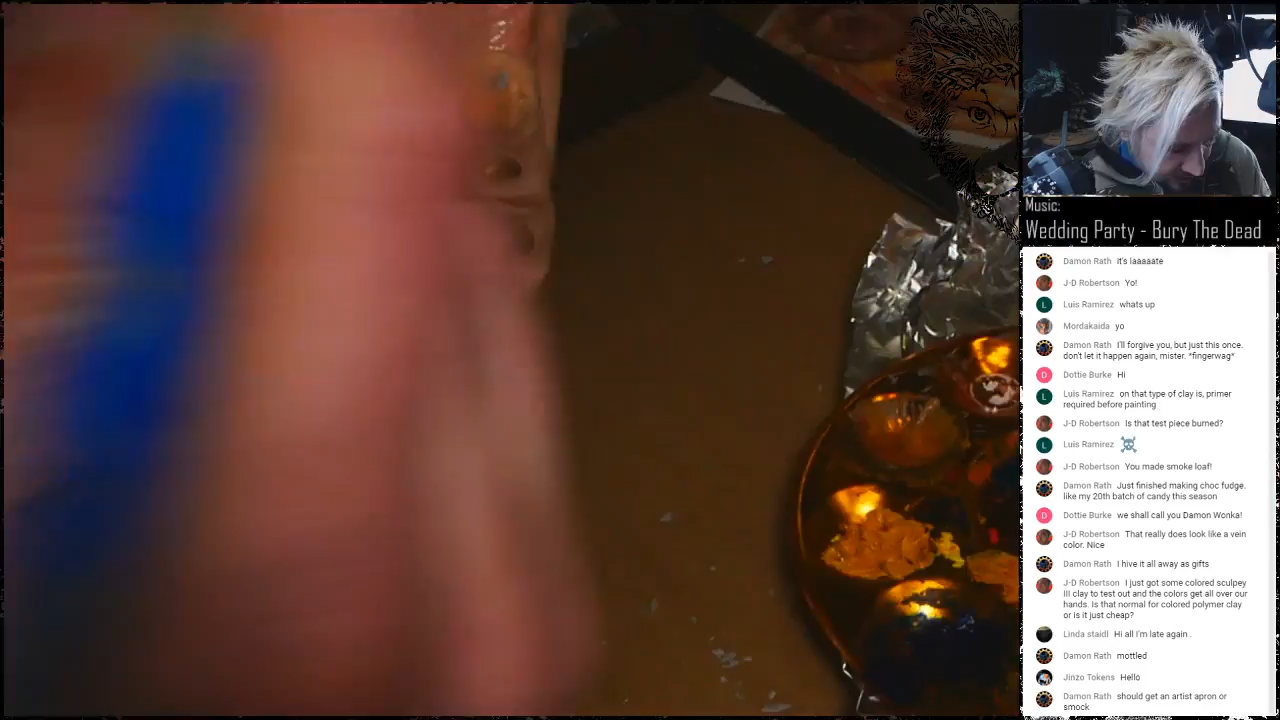 Music:
Wedding Party - Bury The Dead
Damon Rath it's laaaaate
J-D Robertson Yo!
L Luis Ramirez whats up
Mordakaida yo
Damon Rath I'll forgive you, but just this once.
don't let it happen again, mister. *fingerwag*
D Dottie Burke Hi
L Luis Ramirez on that type of clay is, primer
required before painting
J-D Robertson Is that test piece burned?
L Luis Ramirez ☠
J-D Robertson You made smoke loaf!
Damon Rath Just finished making choc fudge.
like my 20th batch of candy this season
D Dottie Burke we shall call you Damon Wonka!
J-D Robertson That really does look like a vein
color. Nice
Damon Rath I hive it all away as gifts
J-D Robertson I just got some colored sculpey
III clay to test out and the colors get all over our
hands. Is that normal for colored polymer clay
or is it just cheap?
Linda staidl Hi all I'm late again .
Damon Rath mottled
Jinzo Tokens Hello
Damon Rath should get an artist apron or
smock